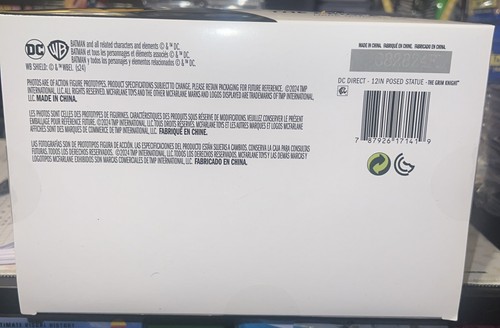 DC WB BATMAN and all related characters and elements © & ™ DC.
BATMAN et tous les personnages et éléments associés © & ™ DC.
BATMAN y todos los personajes y elementos relacionados © & ™ DC.
WB SHIELD: © & ™ WBEI. (s24)
PHOTOS ARE OF ACTION FIGURE PROTOTYPES. PRODUCT SPECIFICATIONS SUBJECT TO CHANGE. PLEASE RETAIN PACKAGING FOR FUTURE REFERENCE. ©2024 TMP
INTERNATIONAL, LLC ALL RIGHTS RESERVED. MCFARLANE TOYS AND THE OTHER MCFARLANE MARKS AND LOGOS DISPLAYED ARE TRADEMARKS OF TMP INTERNATIONAL,
LLC. MADE IN CHINA.
LES PHOTOS SONT CELLES DES PROTOTYPES DE FIGURINES. CARACTÉRISTIQUES DES PRODUITS SOUS RÉSERVE DE MODIFICATIONS. VEUILLEZ CONSERVER LE PRÉSENT
EMBALLAGE POUR RÉFÉRENCE FUTURE. ©2024 TMP INTERNATIONAL, LLC. TOUS DROITS RÉSERVÉS. MCFARLANE TOYS ET LES AUTRES MARQUES ET LOGOS MCFARLANE
AFFICHÉS SONT DES MARQUES DE COMMERCE DE TMP INTERNATIONAL, LLC. FABRIQUÉ EN CHINE.
LAS FOTOGRAFÍAS SON DE PROTOTIPOS FIGURA DE ACCIÓN. LAS ESPECIFICACIONES DEL PRODUCTO ESTÁN SUJETAS A CAMBIOS. CONSERVA LA CAJA PARA CONSULTAS
FUTURAS. TODOS LOS DERECHOS RESERVADOS. ©2024 TMP INTERNATIONAL, LLC. TODOS LOS DERECHOS RESERVADOS. MCFARLANE TOYS Y LAS DEMÁS MARCAS Y
LOGOTIPOS MCFARLANE EXHIBIDOS SON MARCAS COMERCIALES DE TMP INTERNATIONAL, LLC. FABRICADO EN CHINA.
MADE IN CHINA. FABRIQUÉ EN CHINE. FABRICADO EN CHINA.
DC DIRECT - 12IN POSED STATUE - THE GRIM KNIGHT
7 87926 17141 9